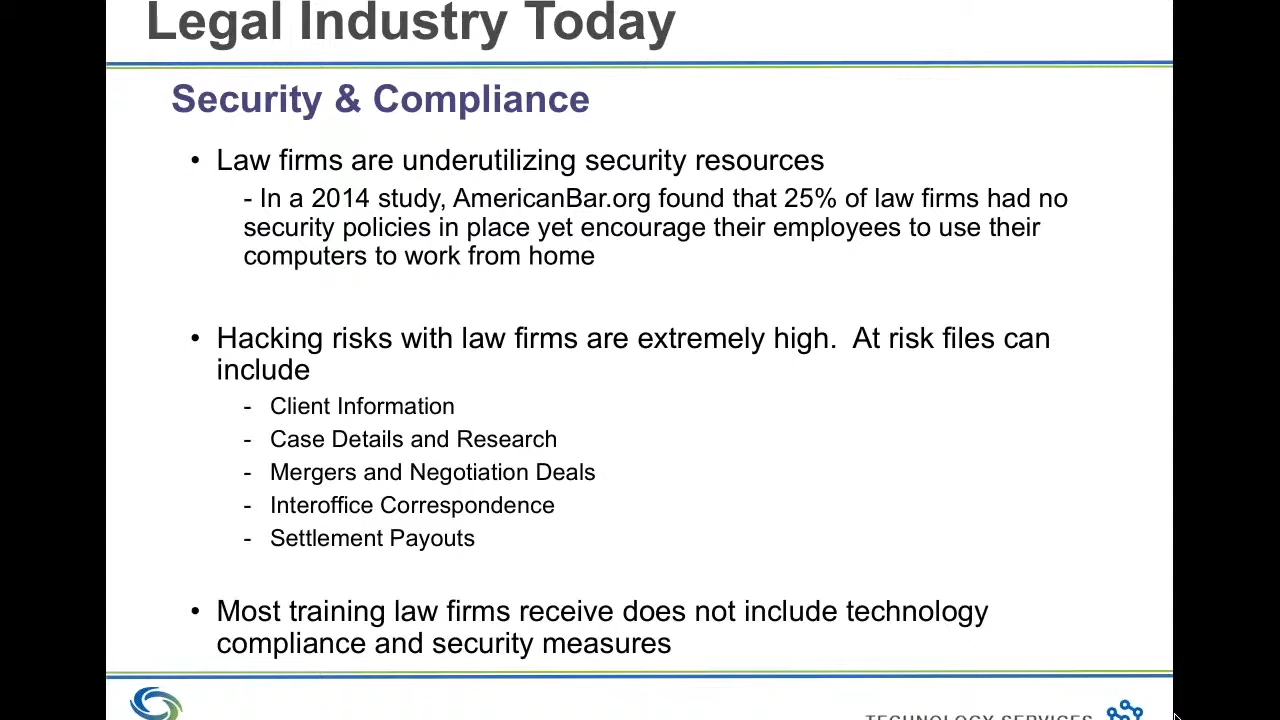 Legal Industry Today
Security & Compliance
• Law firms are underutilizing security resources
- In a 2014 study, AmericanBar.org found that 25% of law firms had no
security policies in place yet encourage their employees to use their
computers to work from home
• Hacking risks with law firms are extremely high.  At risk files can
include
- Client Information
- Case Details and Research
- Mergers and Negotiation Deals
- Interoffice Correspondence
- Settlement Payouts
• Most training law firms receive does not include technology
compliance and security measures
TECHNOLOGY SERVICES